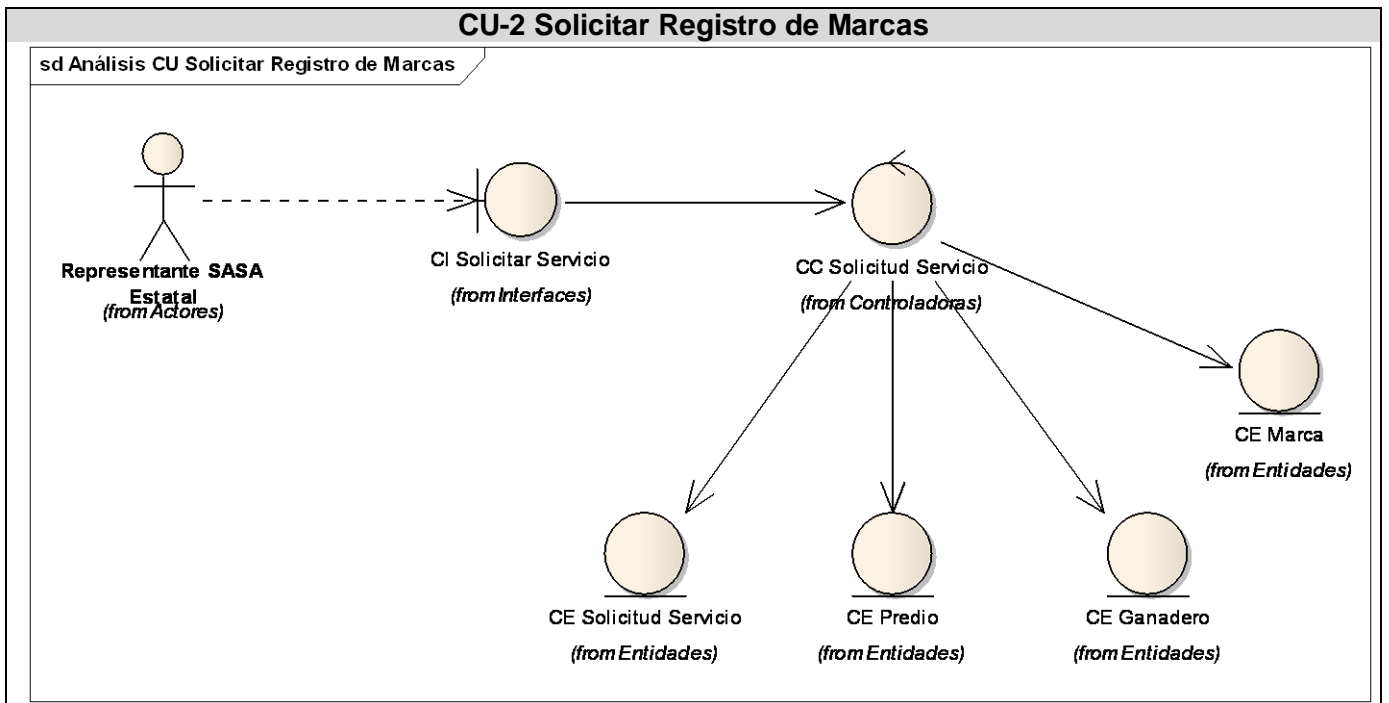 CU-2 Solicitar Registro de Marcas
sd Análisis CU Solicitar Registro de Marcas
Representante SASA
Estatal
(from Actores)
CI Solicitar Servicio
(from Interfaces)
CC Solicitud Servicio
(from Controladoras)
CE Marca
(from Entidades)
CE Solicitud Servicio
(from Entidades)
CE Predio
(from Entidades)
CE Ganadero
(from Entidades)